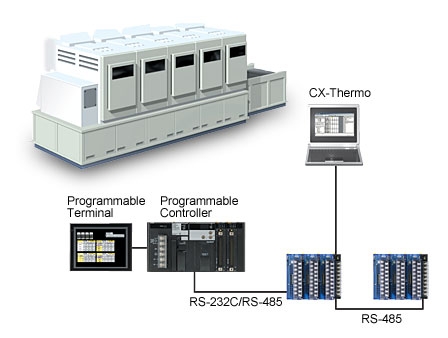 CX-Thermo
Programmable
Terminal
Programmable
Controller
RS-232C/RS-485
RS-485